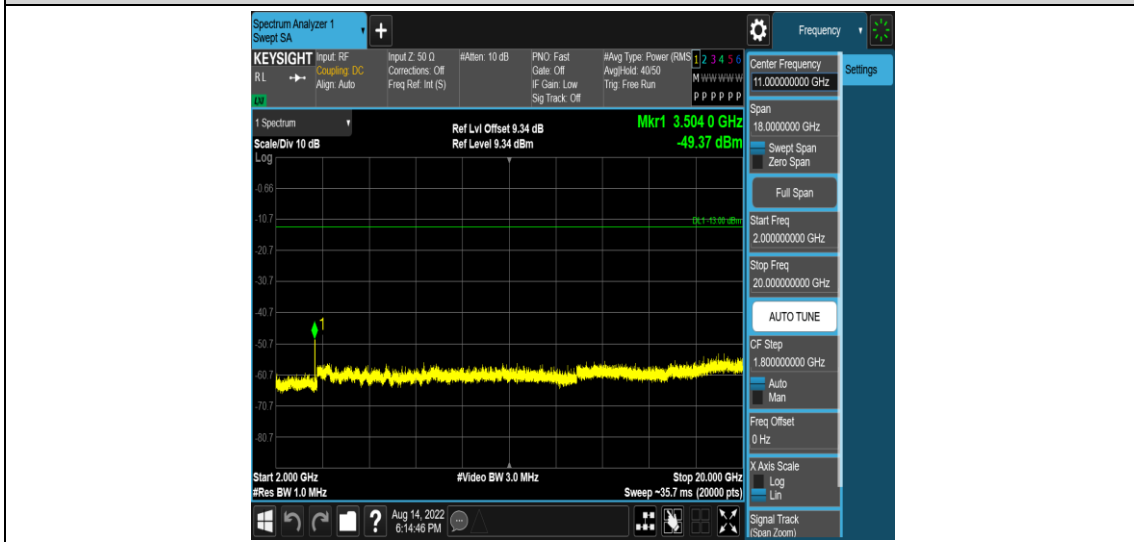 Spectrum Analyzer 1
Swept SA
+
Frequency
KEYSIGHT
RL
LXI
Input: RF
Coupling: DC
Align: Auto
Input Z: 50 Ω
Corrections: Off
Freq Ref: Int (S)
#Atten: 10 dB
PNO: Fast
Gate: Off
IF Gain: Low
Sig Track: Off
#Avg Type: Power (RMS
Avg|Hold: 40/50
Trig: Free Run
1 2 3 4 5 6
M W W W W W
P P P P P P
1 Spectrum
Scale/Div 10 dB
Log
Ref Lvl Offset 9.34 dB
Ref Level 9.34 dBm
Mkr1 3.504 0 GHz
-49.37 dBm
-0.66
-10.7
DL1 -13.00 dBm
-20.7
-30.7
-40.7
1
-50.7
-60.7
-70.7
-80.7
Start 2.000 GHz
#Res BW 1.0 MHz
#Video BW 3.0 MHz
Stop 20.000 GHz
Sweep ~35.7 ms (20000 pts)
?
Aug 14, 2022
6:14:46 PM
Center Frequency
11.000000000 GHz
Settings
Span
18.0000000 GHz
Swept Span
Zero Span
Full Span
Start Freq
2.000000000 GHz
Stop Freq
20.000000000 GHz
AUTO TUNE
CF Step
1.800000000 GHz
Auto
Man
Freq Offset
0 Hz
X Axis Scale
Log
Lin
Signal Track
(Span Zoom)